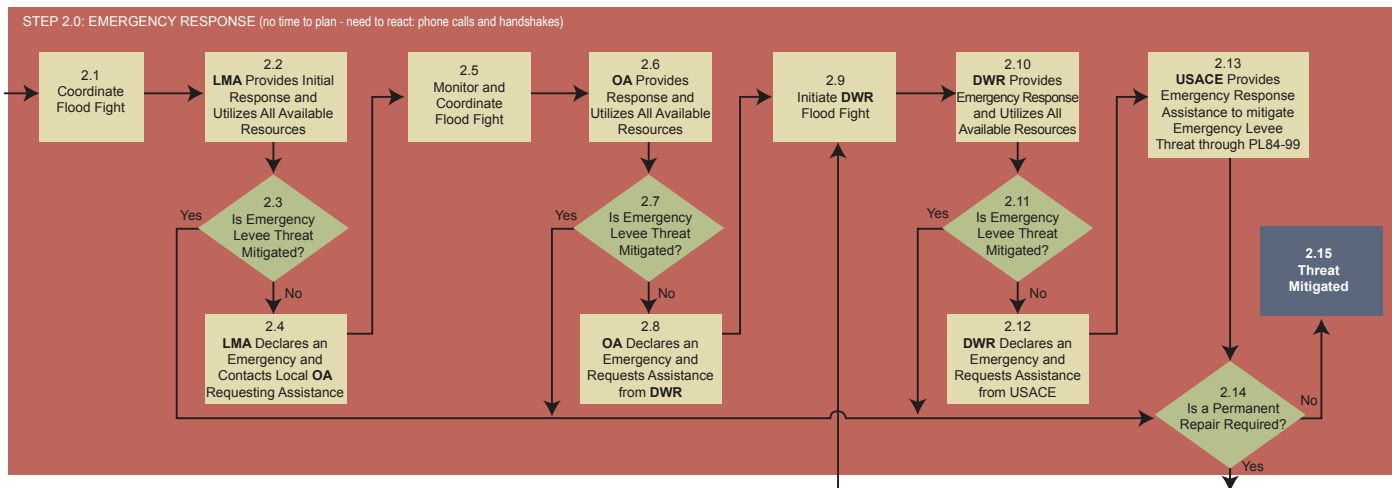 STEP 2.0: EMERGENCY RESPONSE (no time to plan - need to react: phone calls and handshakes)
2.1
Coordinate
Flood Fight
2.2
LMA Provides Initial
Response and
Utilizes All Available
Resources
2.3
Is Emergency
Levee Threat
Mitigated?
Yes
No
2.4
LMA Declares an
Emergency and
Contacts Local OA
Requesting Assistance
2.5
Monitor and
Coordinate
Flood Fight
2.6
OA Provides
Response and
Utilizes All Available
Resources
2.7
Is Emergency
Levee Threat
Mitigated?
Yes
No
2.8
OA Declares an
Emergency and
Requests Assistance
from DWR
2.9
Initiate DWR
Flood Fight
2.10
DWR Provides
Emergency Response
and Utilizes All
Available Resources
2.11
Is Emergency
Levee Threat
Mitigated?
Yes
No
2.12
DWR Declares an
Emergency and
Requests Assistance
from USACE
2.13
USACE Provides
Emergency Response
Assistance to mitigate
Emergency Levee
Threat through PL84-99
2.14
Is a Permanent
Repair Required?
No
Yes
2.15
Threat
Mitigated